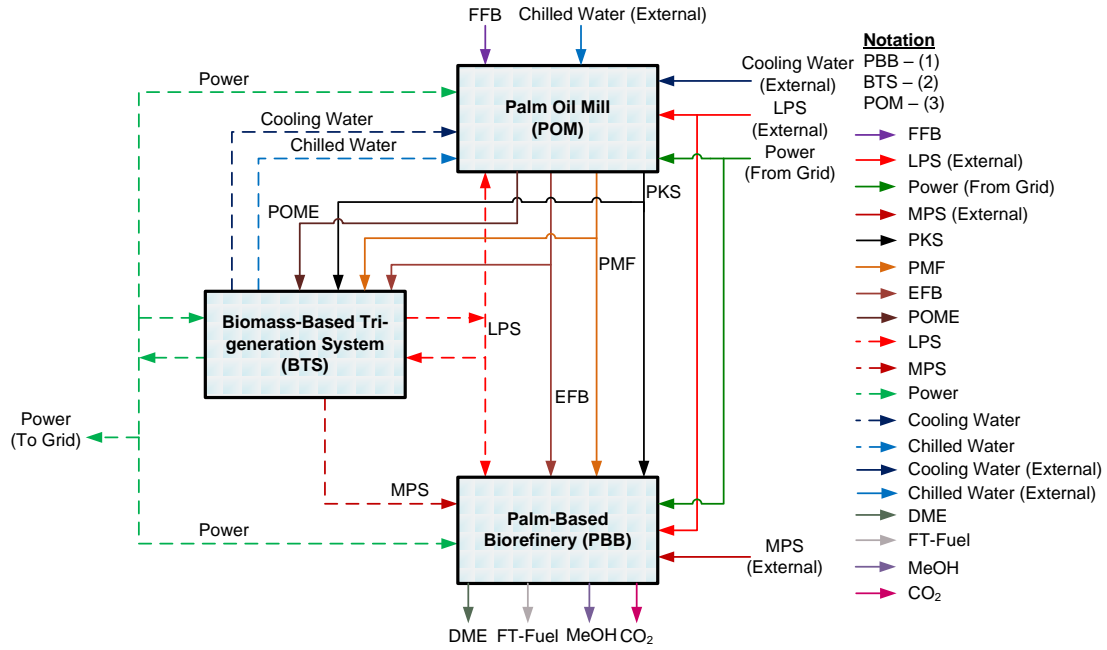 FFB
Chilled Water (External)
Power
Cooling Water
Chilled Water
Palm Oil Mill
(POM)
Cooling Water
(External)
LPS
(External)
Power
(From Grid)
POME
PKS
PMF
Biomass-Based Tri-
generation System
(BTS)
LPS
EFB
Power
(To Grid)
MPS
Power
Palm-Based
Biorefinery (PBB)
MPS
(External)
DME
FT-Fuel
MeOH
CO₂
Notation
PBB – (1)
BTS – (2)
POM – (3)
FFB
LPS (External)
Power (From Grid)
MPS (External)
PKS
PMF
EFB
POME
LPS
MPS
Power
Cooling Water
Chilled Water
Cooling Water (External)
Chilled Water (External)
DME
FT-Fuel
MeOH
CO₂